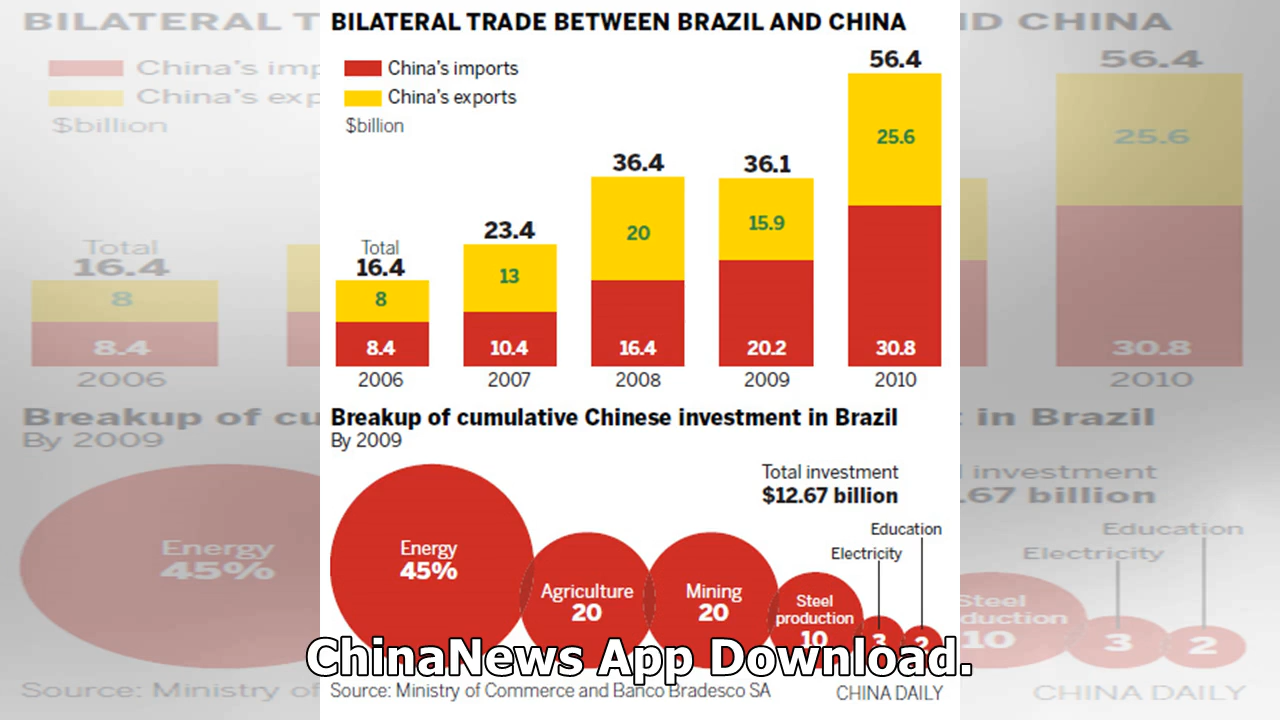 BILATERAL TRADE BETWEEN BRAZIL AND CHINA
China's imports
China's exports
$billion
Total
16.4
23.4
36.4
36.1
56.4
8
13
20
15.9
25.6
8.4
10.4
16.4
20.2
30.8
2006
2007
2008
2009
2010
Breakup of cumulative Chinese investment in Brazil
By 2009
Total investment
$12.67 billion
Education
Electricity
Energy
45%
Agriculture
20
Mining
20
Steel
production
10
3
2
ChinaNews App Download.
Source: Ministry of Commerce and Banco Bradesco SA
CHINA DAILY